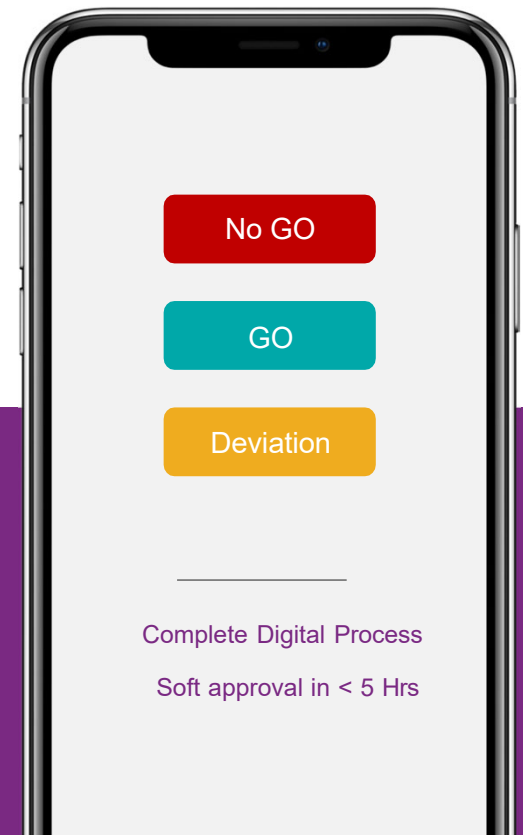 No GO
GO
Deviation
Complete Digital Process
Soft approval in < 5 Hrs